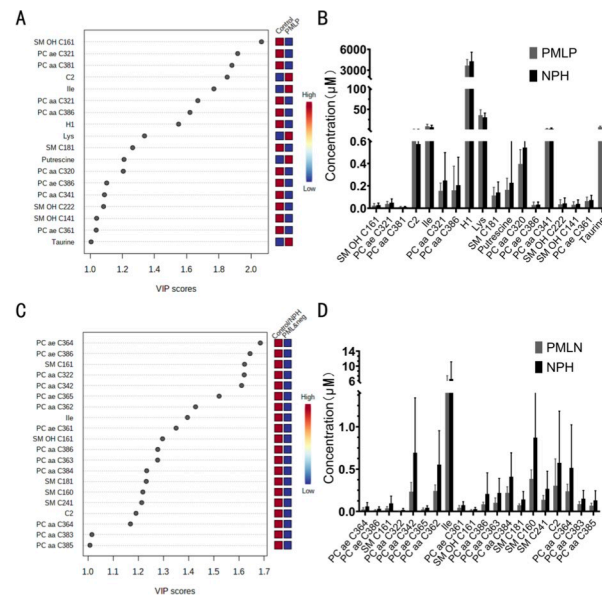 A
Control
PMLP
SM OH C161
PC ae C321
PC aa C381
C2
Ile
PC aa C321
PC aa C386
H1
Lys
SM C181
Putrescine
PC aa C320
PC ae C386
PC aa C341
SM OH C222
SM OH C141
PC ae C361
Taurine
1.0 1.2 1.4 1.6 1.8 2.0
VIP scores
High
Low
B
Concentration (μM)
6000
3000
100
50
0.6
0.4
0.2
0.0
PMLP
NPH
SM OH C161
PC ae C321
PC aa C381
C2
Ile
PC aa C321
PC aa C386
H1
Lys
SM C181
Putrescine
PC aa C320
PC ae C386
PC aa C341
SM OH C222
SM OH C141
PC ae C361
Taurine
C
Control/NPH
PML&neg
PC ae C364
PC ae C386
SM C161
PC aa C322
PC aa C342
PC ae C365
PC aa C362
Ile
PC ae C361
SM OH C161
PC aa C386
PC aa C363
PC aa C384
SM C181
SM C160
SM C241
C2
PC aa C364
PC aa C383
PC aa C385
1.0 1.1 1.2 1.3 1.4 1.5 1.6 1.7
VIP scores
High
Low
D
Concentration (μM)
14
10
6
1.0
0.5
0.0
PMLN
NPH
PC ae C364
PC ae C386
SM C161
PC aa C322
PC aa C342
PC ae C365
PC aa C362
Ile
PC ae C361
SM OH C161
PC aa C386
PC aa C363
PC aa C384
SM C181
SM C160
SM C241
C2
PC aa C364
PC aa C383
PC aa C385